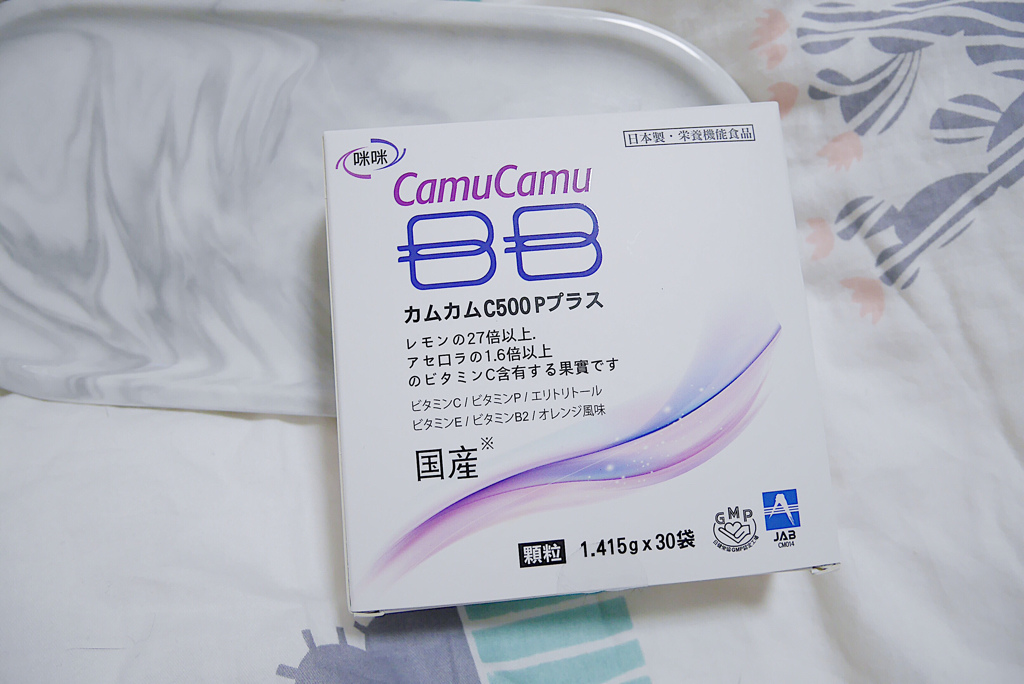 咪咪
日本製・栄養機能食品
CamuCamu
BB
カムカムC500Pプラス
レモンの27倍以上.
アセロラの1.6倍以上
のビタミンC含有する果實です
ビタミンC / ビタミンP / エリトリトール
ビタミンE / ビタミンB2 / オレンジ風味
国産※
顆粒 1.415g x 30袋
GMP
JAB
CM014